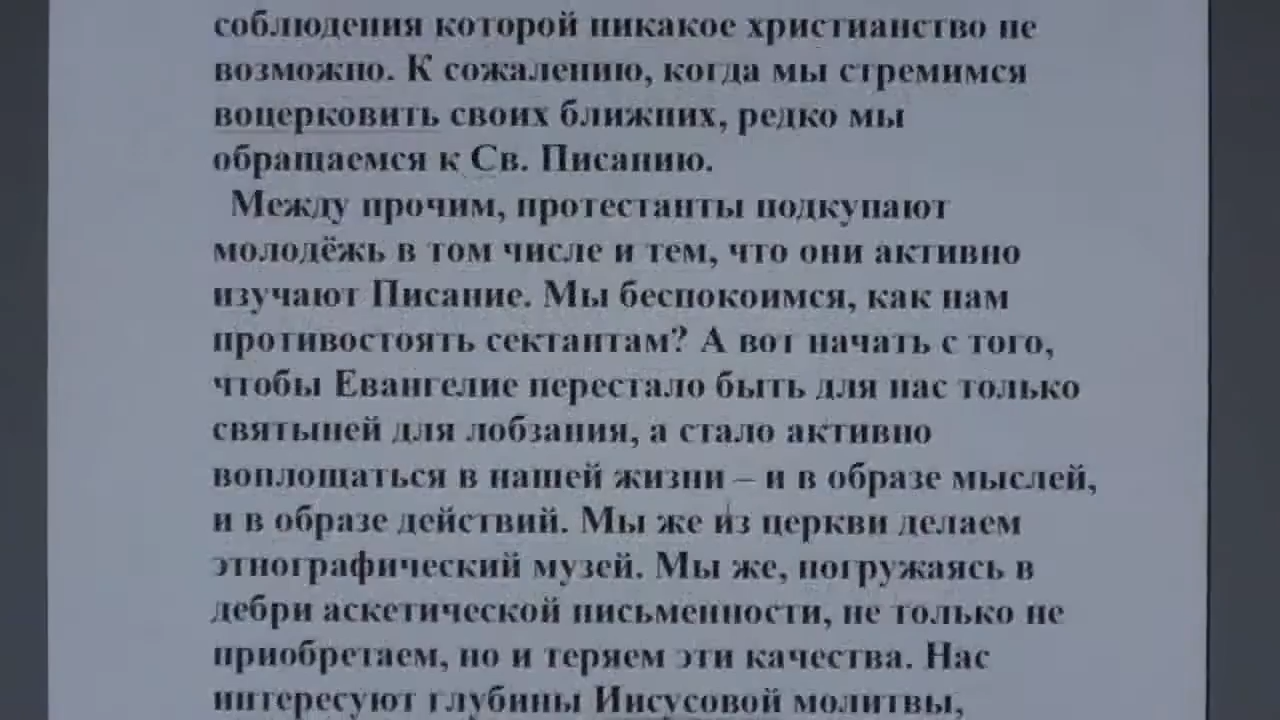 соблюдения которой никакое христианство не
возможно. К сожалению, когда мы стремимся
воцерковить своих ближних, редко мы
обращаемся к Св. Писанию.
Между прочим, протестанты подкупают
молодёжь в том числе и тем, что они активно
изучают Писание. Мы беспокоимся, как нам
противостоять сектантам? А вот начать с того,
чтобы Евангелие перестало быть для нас только
святыней для лобзания, а стало активно
воплощаться в нашей жизни – и в образе мыслей,
и в образе действий. Мы же из церкви делаем
этнографический музей. Мы же, погружаясь в
дебри аскетической письменности, не только не
приобретаем, но и теряем эти качества. Нас
интересуют глубины Иисусовой молитвы,